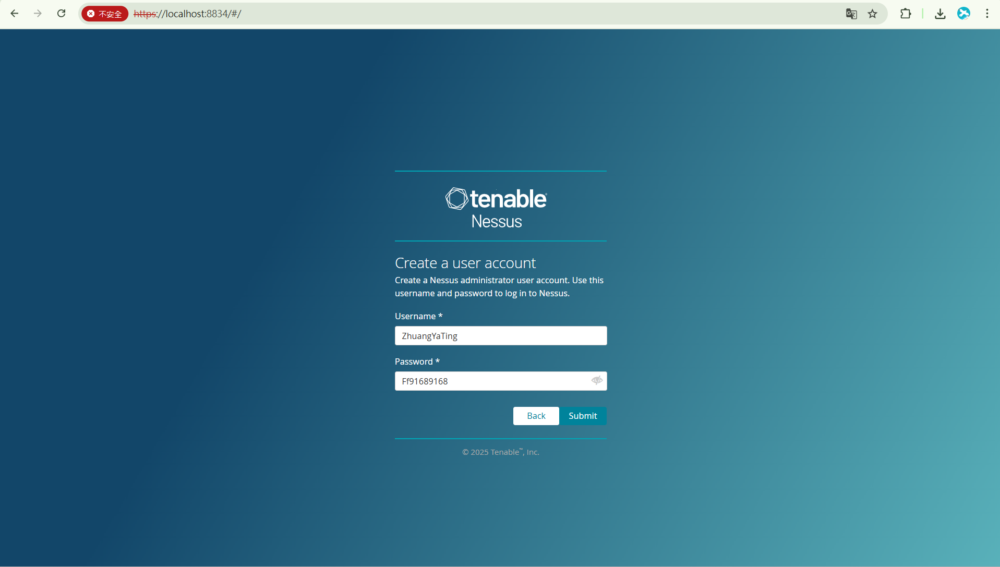 不安全 https://localhost:8834/#/
tenable
Nessus
Create a user account
Create a Nessus administrator user account. Use this
username and password to log in to Nessus.
Username *
ZhuangYaTing
Password *
Ff91689168
Back Submit
© 2025 Tenable™, Inc.